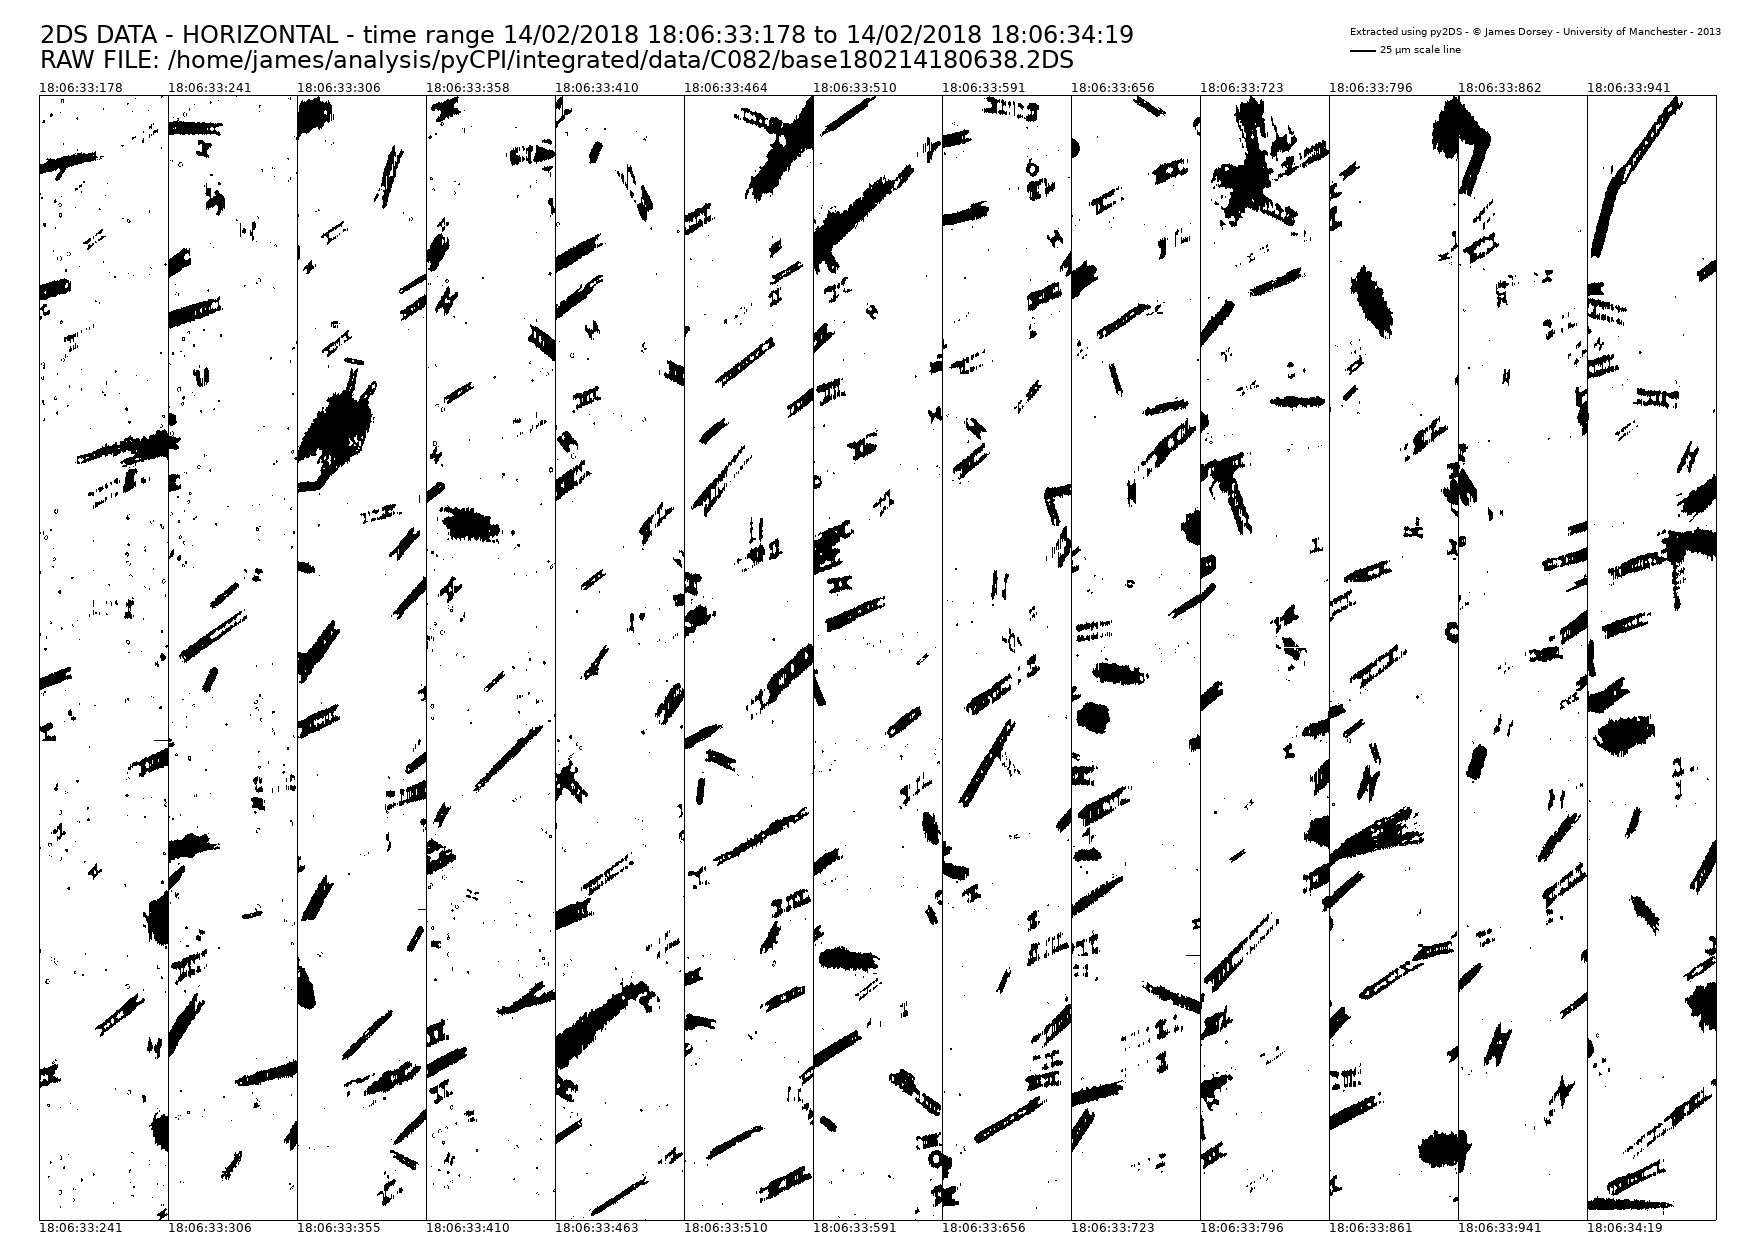 2DS DATA - HORIZONTAL - time range 14/02/2018 18:06:33:178 to 14/02/2018 18:06:34:19
RAW FILE: /home/james/analysis/pyCPI/integrated/data/C082/base180214180638.2DS
Extracted using py2DS - © James Dorsey - University of Manchester - 2013
25 µm scale line
18:06:33:178 18:06:33:241 18:06:33:306 18:06:33:358 18:06:33:410 18:06:33:464 18:06:33:510 18:06:33:591 18:06:33:656 18:06:33:723 18:06:33:796 18:06:33:862 18:06:33:941
18:06:33:241 18:06:33:306 18:06:33:355 18:06:33:410 18:06:33:463 18:06:33:510 18:06:33:591 18:06:33:656 18:06:33:723 18:06:33:796 18:06:33:861 18:06:33:941 18:06:34:19